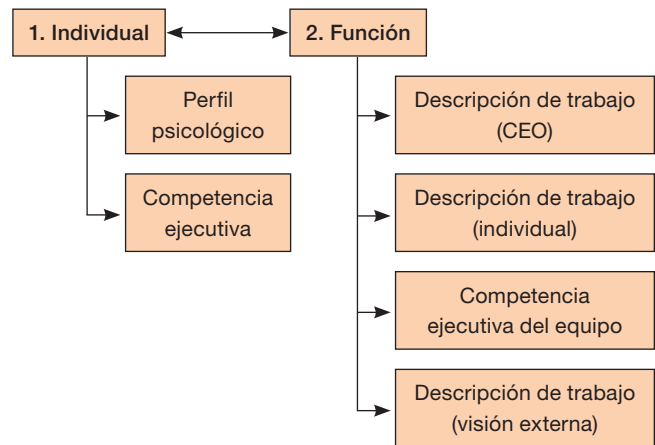 1. Individual
2. Función
Perfil
psicológico
Competencia
ejecutiva
Descripción de trabajo
(CEO)
Descripción de trabajo
(individual)
Competencia
ejecutiva del equipo
Descripción de trabajo
(visión externa)